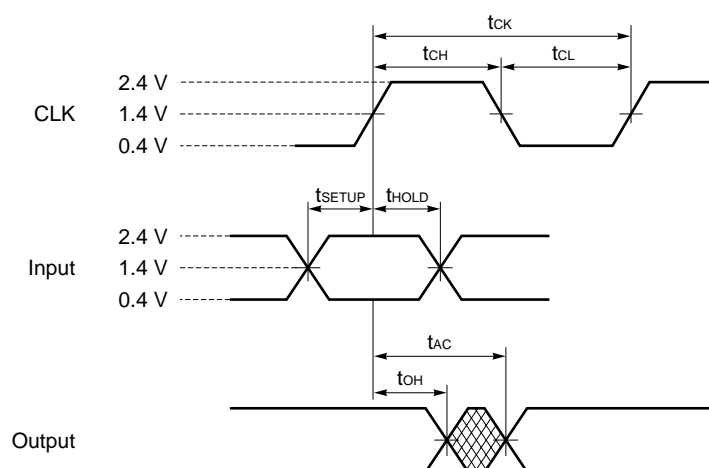 tCK
tCH tCL
2.4 V
CLK 1.4 V
0.4 V
tSETUP tHOLD
2.4 V
Input 1.4 V
0.4 V
tAC
tOH
Output